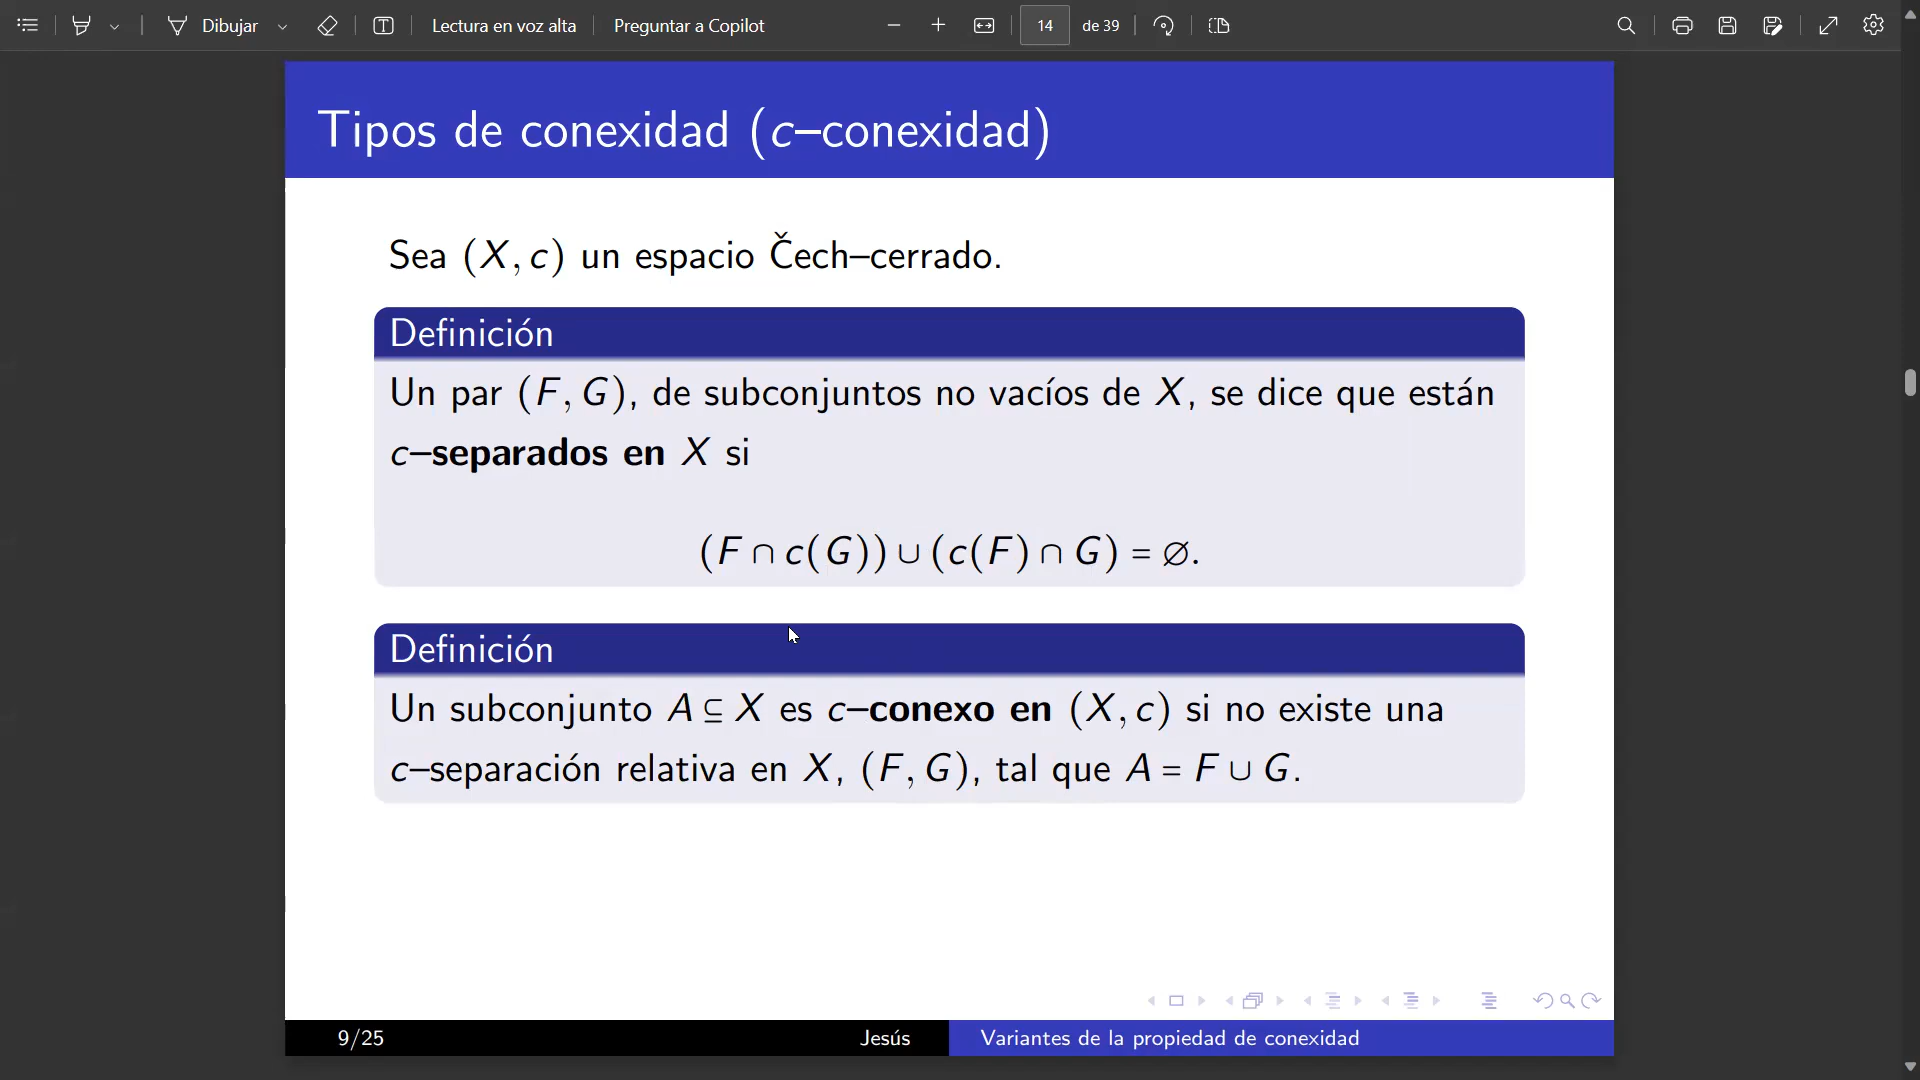 Dibujar
Lectura en voz alta
Preguntar a Copilot
14 de 39
Tipos de conexidad (c–conexidad)
Sea (X, c) un espacio Čech–cerrado.
Definición
Un par (F, G), de subconjuntos no vacíos de X, se dice que están
c–separados en X si
(F ∩ c(G)) ∪ (c(F) ∩ G) = ∅.
Definición
Un subconjunto A ⊆ X es c–conexo en (X, c) si no existe una
c–separación relativa en X, (F, G), tal que A = F ∪ G.
9/25
Jesús
Variantes de la propiedad de conexidad